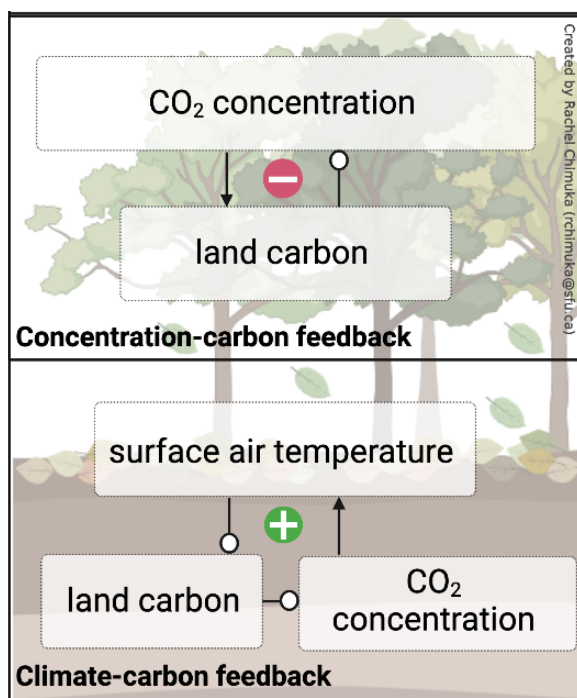 CO₂ concentration
land carbon
Concentration-carbon feedback
surface air temperature
land carbon
CO₂
concentration
Climate-carbon feedback
Created by Rachel Chimuka (rchimuka@sfu.ca)